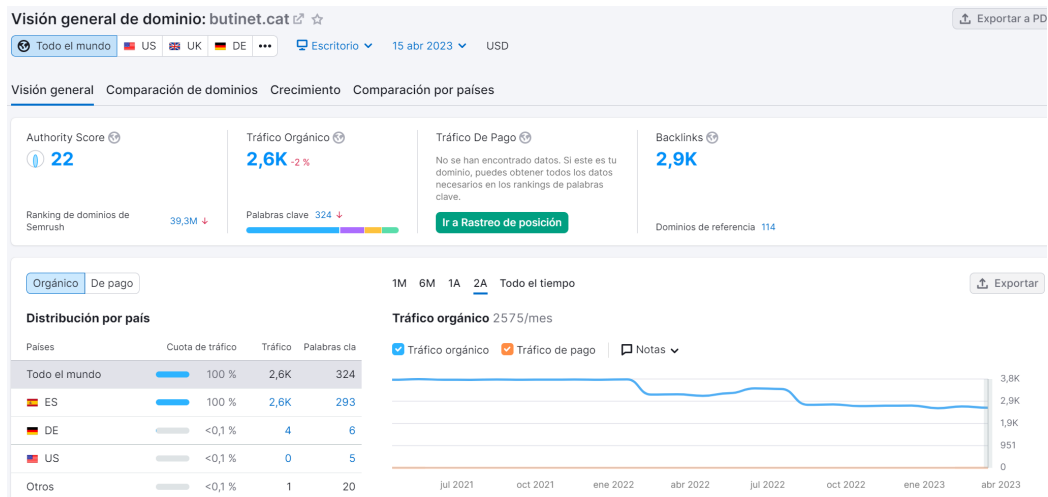 Visión general de dominio: butinet.cat
Exportar a PD
Todo el mundo US UK DE ••• Escritorio 15 abr 2023 USD
Visión general Comparación de dominios Crecimiento Comparación por países
Authority Score Tráfico Orgánico Tráfico De Pago Backlinks
22 2,6K -2 % No se han encontrado datos. Si este es tu 2,9K
dominio, puedes obtener todos los datos
necesarios en los rankings de palabras
clave.
Ranking de dominios de
Semrush 39,3M ↓ Palabras clave 324 ↓ Ir a Rastreo de posición Dominios de referencia 114
Orgánico De pago 1M 6M 1A 2A Todo el tiempo Exportar
Distribución por país Tráfico orgánico 2575/mes
Países Cuota de tráfico Tráfico Palabras cla Tráfico orgánico Tráfico de pago Notas
Todo el mundo 100 % 2,6K 324
ES 100 % 2,6K 293
DE <0,1 % 4 6
US <0,1 % 0 5
Otros <0,1 % 1 20
3,8K
2,9K
1,9K
951
0
jul 2021 oct 2021 ene 2022 abr 2022 jul 2022 oct 2022 ene 2023 abr 2023